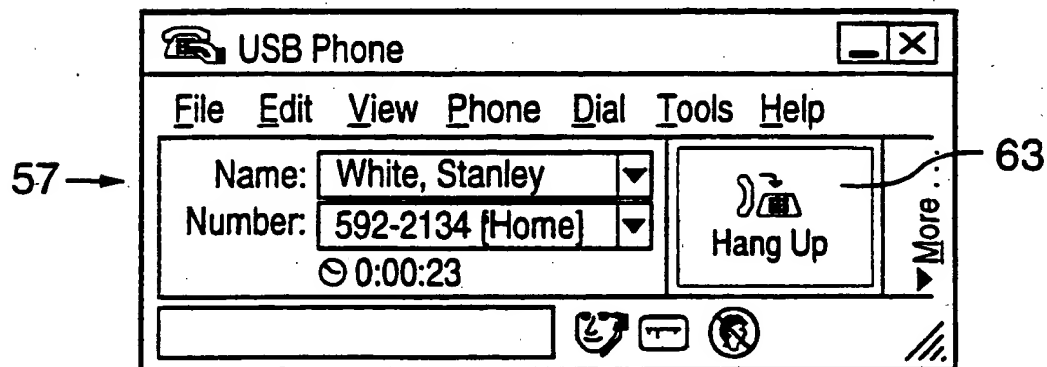 USB Phone
File Edit View Phone Dial Tools Help
57
Name: White, Stanley
63
Number: 592-2134 [Home]
Hang Up
More...
0:00:23